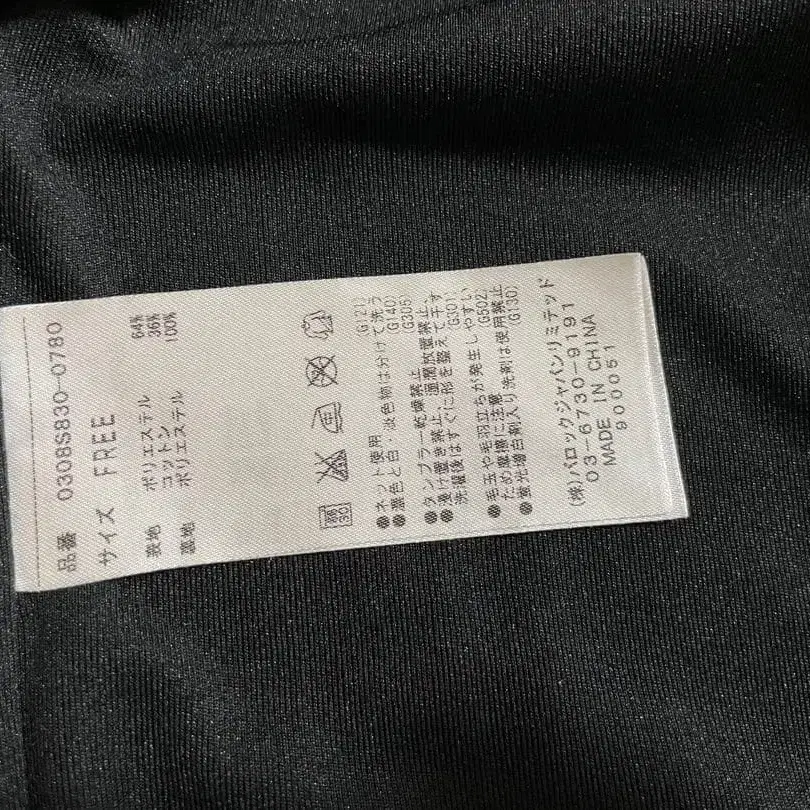 品番 0308S830-0780
サイズ FREE
表地 ポリエステル 64%
コットン 36%
裏地 ポリエステル 100%
●ネット使用 (G121)
●濃色と白・淡色物は分けて洗う (G140)
●タンブラー乾燥禁止 (G305)
●浸け置き禁止、濡濶放置禁止、
洗濯後はすぐに形を整えて干す (G301)
●毛玉や毛羽立ちが発生しやすい
ため摩擦に注意 (G502)
●蛍光増白剤入り洗剤は使用禁止 (G130)
(株)バロックジャパンリミテッド
03-6730-9191
MADE IN CHINA
900051